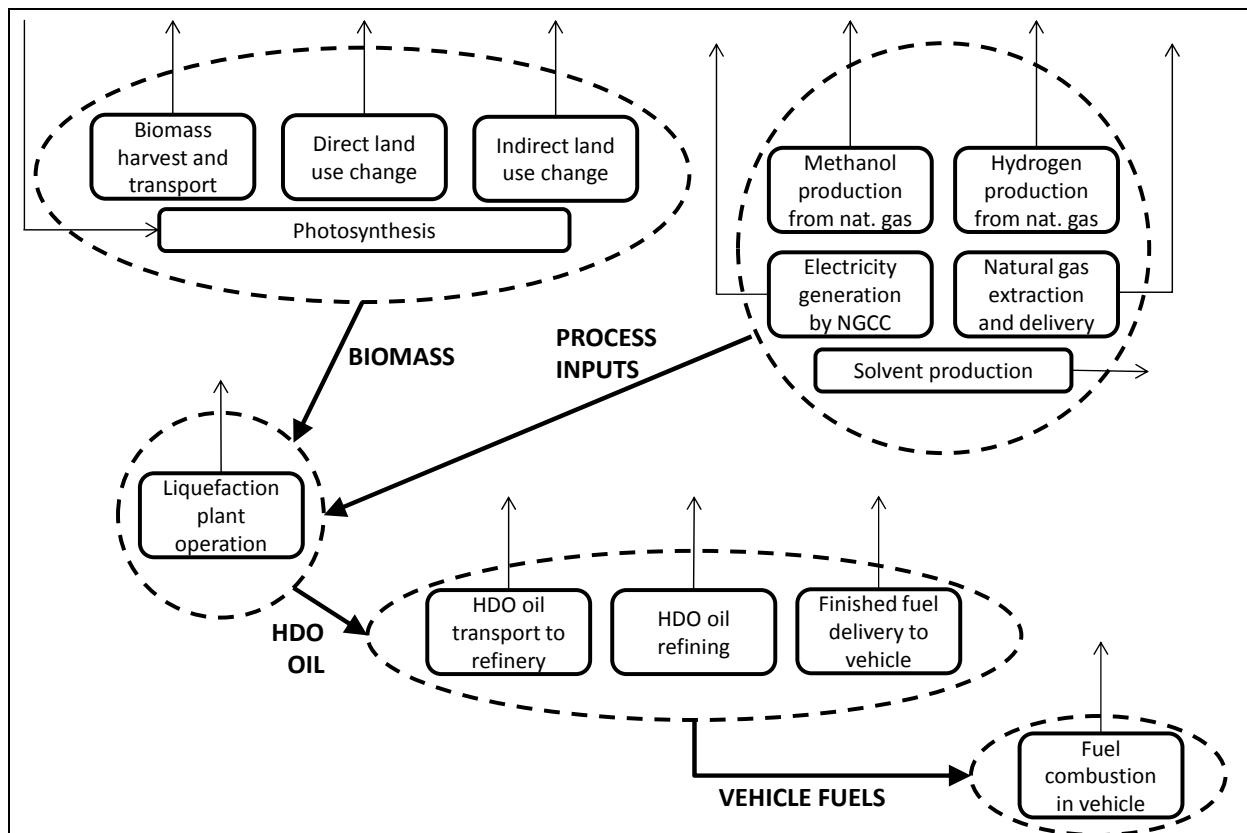 Biomass
harvest and
transport
Direct land
use change
Indirect land
use change
Photosynthesis
Methanol
production
from nat. gas
Hydrogen
production
from nat. gas
Electricity
generation
by NGCC
Natural gas
extraction
and delivery
Solvent production
BIOMASS
PROCESS
INPUTS
Liquefaction
plant
operation
HDO
OIL
HDO oil
transport to
refinery
HDO oil
refining
Finished fuel
delivery to
vehicle
VEHICLE FUELS
Fuel
combustion
in vehicle